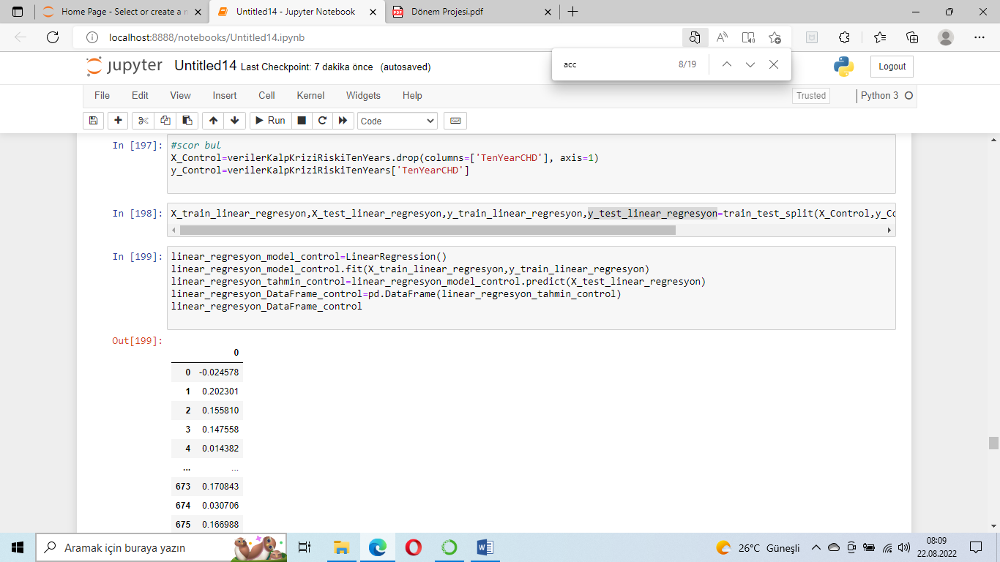 Home Page - Select or create a n
Untitled14 - Jupyter Notebook
PDF
Dönem Projesi.pdf
localhost:8888/notebooks/Untitled14.ipynb
acc
8/19
jupyter
Untitled14 Last Checkpoint: 7 dakika önce (autosaved)
Logout
File
Edit
View
Insert
Cell
Kernel
Widgets
Help
Trusted
Python 3
Run
Code
In [197]:
#scor bul
X_Control=verilerKalpKriziRiskiTenYears.drop(columns=['TenYearCHD'], axis=1)
y_Control=verilerKalpKriziRiskiTenYears['TenYearCHD']
In [198]:
X_train_linear_regresyon,X_test_linear_regresyon,y_train_linear_regresyon,y_test_linear_regresyon=train_test_split(X_Control,y_Co
In [199]:
linear_regresyon_model_control=LinearRegression()
linear_regresyon_model_control.fit(X_train_linear_regresyon,y_train_linear_regresyon)
linear_regresyon_tahmin_control=linear_regresyon_model_control.predict(X_test_linear_regresyon)
linear_regresyon_DataFrame_control=pd.DataFrame(linear_regresyon_tahmin_control)
linear_regresyon_DataFrame_control
Out[199]:
0
0 -0.024578
1 0.202301
2 0.155810
3 0.147558
4 0.014382
... ...
673 0.170843
674 0.030706
675 0.166988
Aramak için buraya yazın
26°C Güneşli
08:09
22.08.2022